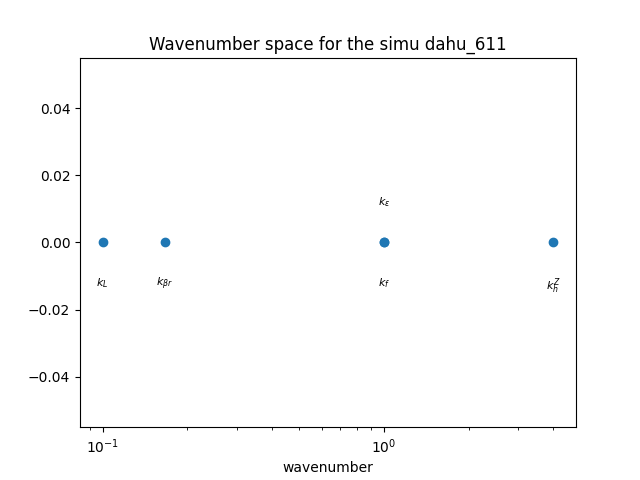 Wavenumber space for the simu dahu_611
0.04
0.02
0.00
−0.02
−0.04
k_ε
k_L
k_βr
k_f
k_n^Z
10^−1
10^0
wavenumber